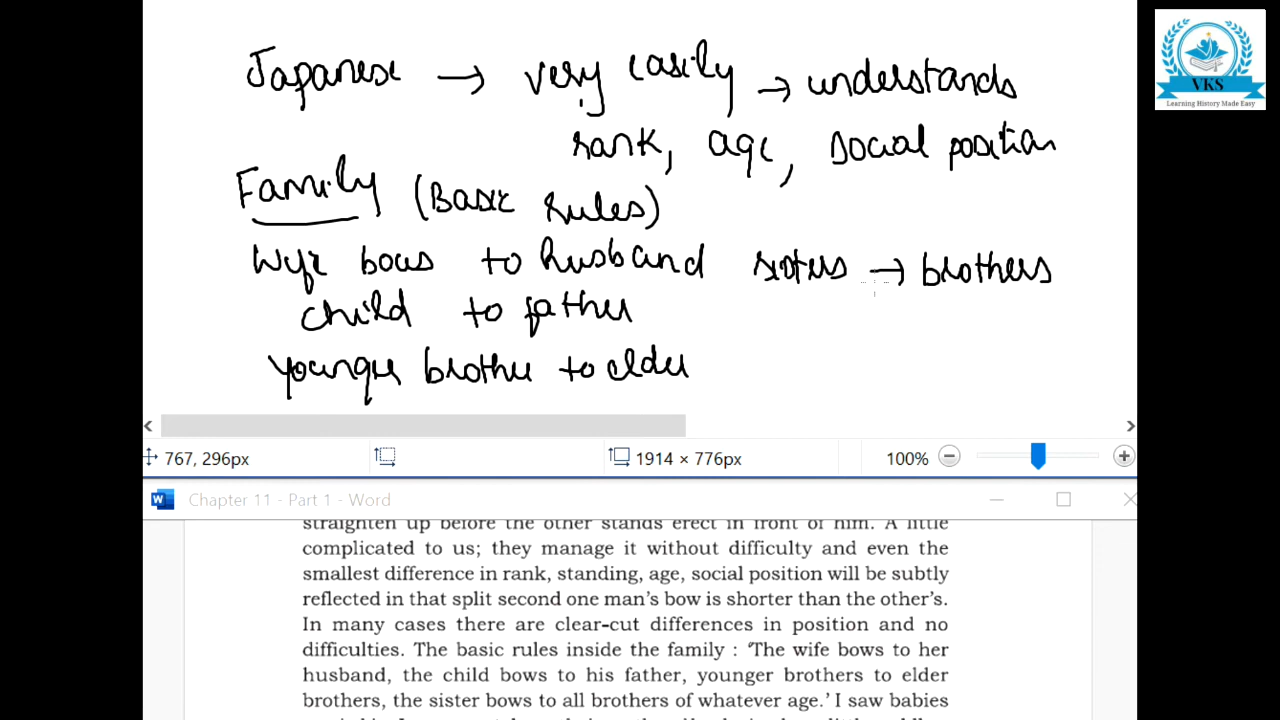 Japanese → very easily → understands
rank, age, social position
VKS
Learning History Made Easy
Family (Basic rules)
Wife bows to husband sisters → brothers
child to father
younger brother to elder
767, 296px
1914 × 776px
100%
Chapter 11 - Part 1 - Word
straighten up before the other stands erect in front of him. A little
complicated to us; they manage it without difficulty and even the
smallest difference in rank, standing, age, social position will be subtly
reflected in that split second one man's bow is shorter than the other's.
In many cases there are clear-cut differences in position and no
difficulties. The basic rules inside the family : 'The wife bows to her
husband, the child bows to his father, younger brothers to elder
brothers, the sister bows to all brothers of whatever age.' I saw babies